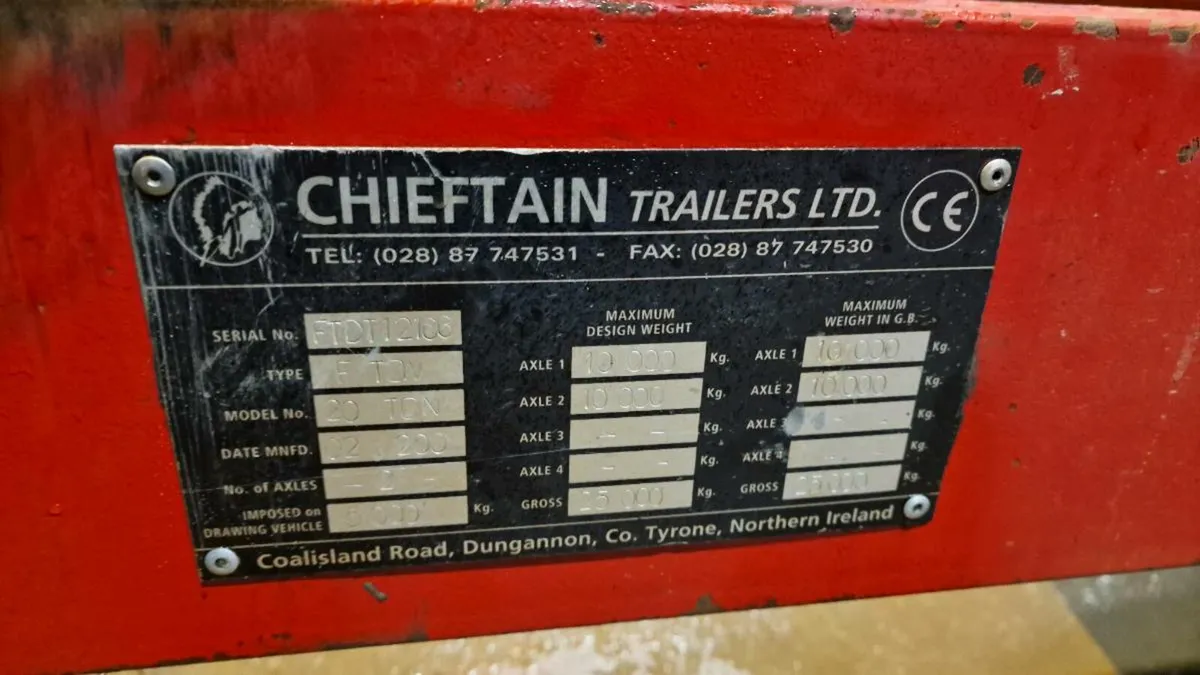 CHIEFTAIN TRAILERS LTD. CE
TEL: (028) 87 747531 - FAX: (028) 87 747530
MAXIMUM DESIGN WEIGHT
MAXIMUM WEIGHT IN G.B.
SERIAL No. FTDT12100
AXLE 1 10 000 Kg. AXLE 1 10 000 Kg.
TYPE
AXLE 2 10 000 Kg. AXLE 2 10.000 Kg.
MODEL No. 20 TON
AXLE 3 - - Kg. AXLE 3 - - Kg.
DATE MNFD.
AXLE 4 - - Kg. AXLE 4 - - Kg.
No. of AXLES - 2 -
GROSS 25 000 Kg. GROSS 25000 Kg.
IMPOSED on DRAWING VEHICLE 5 000 Kg.
Coalisland Road, Dungannon, Co. Tyrone, Northern Ireland